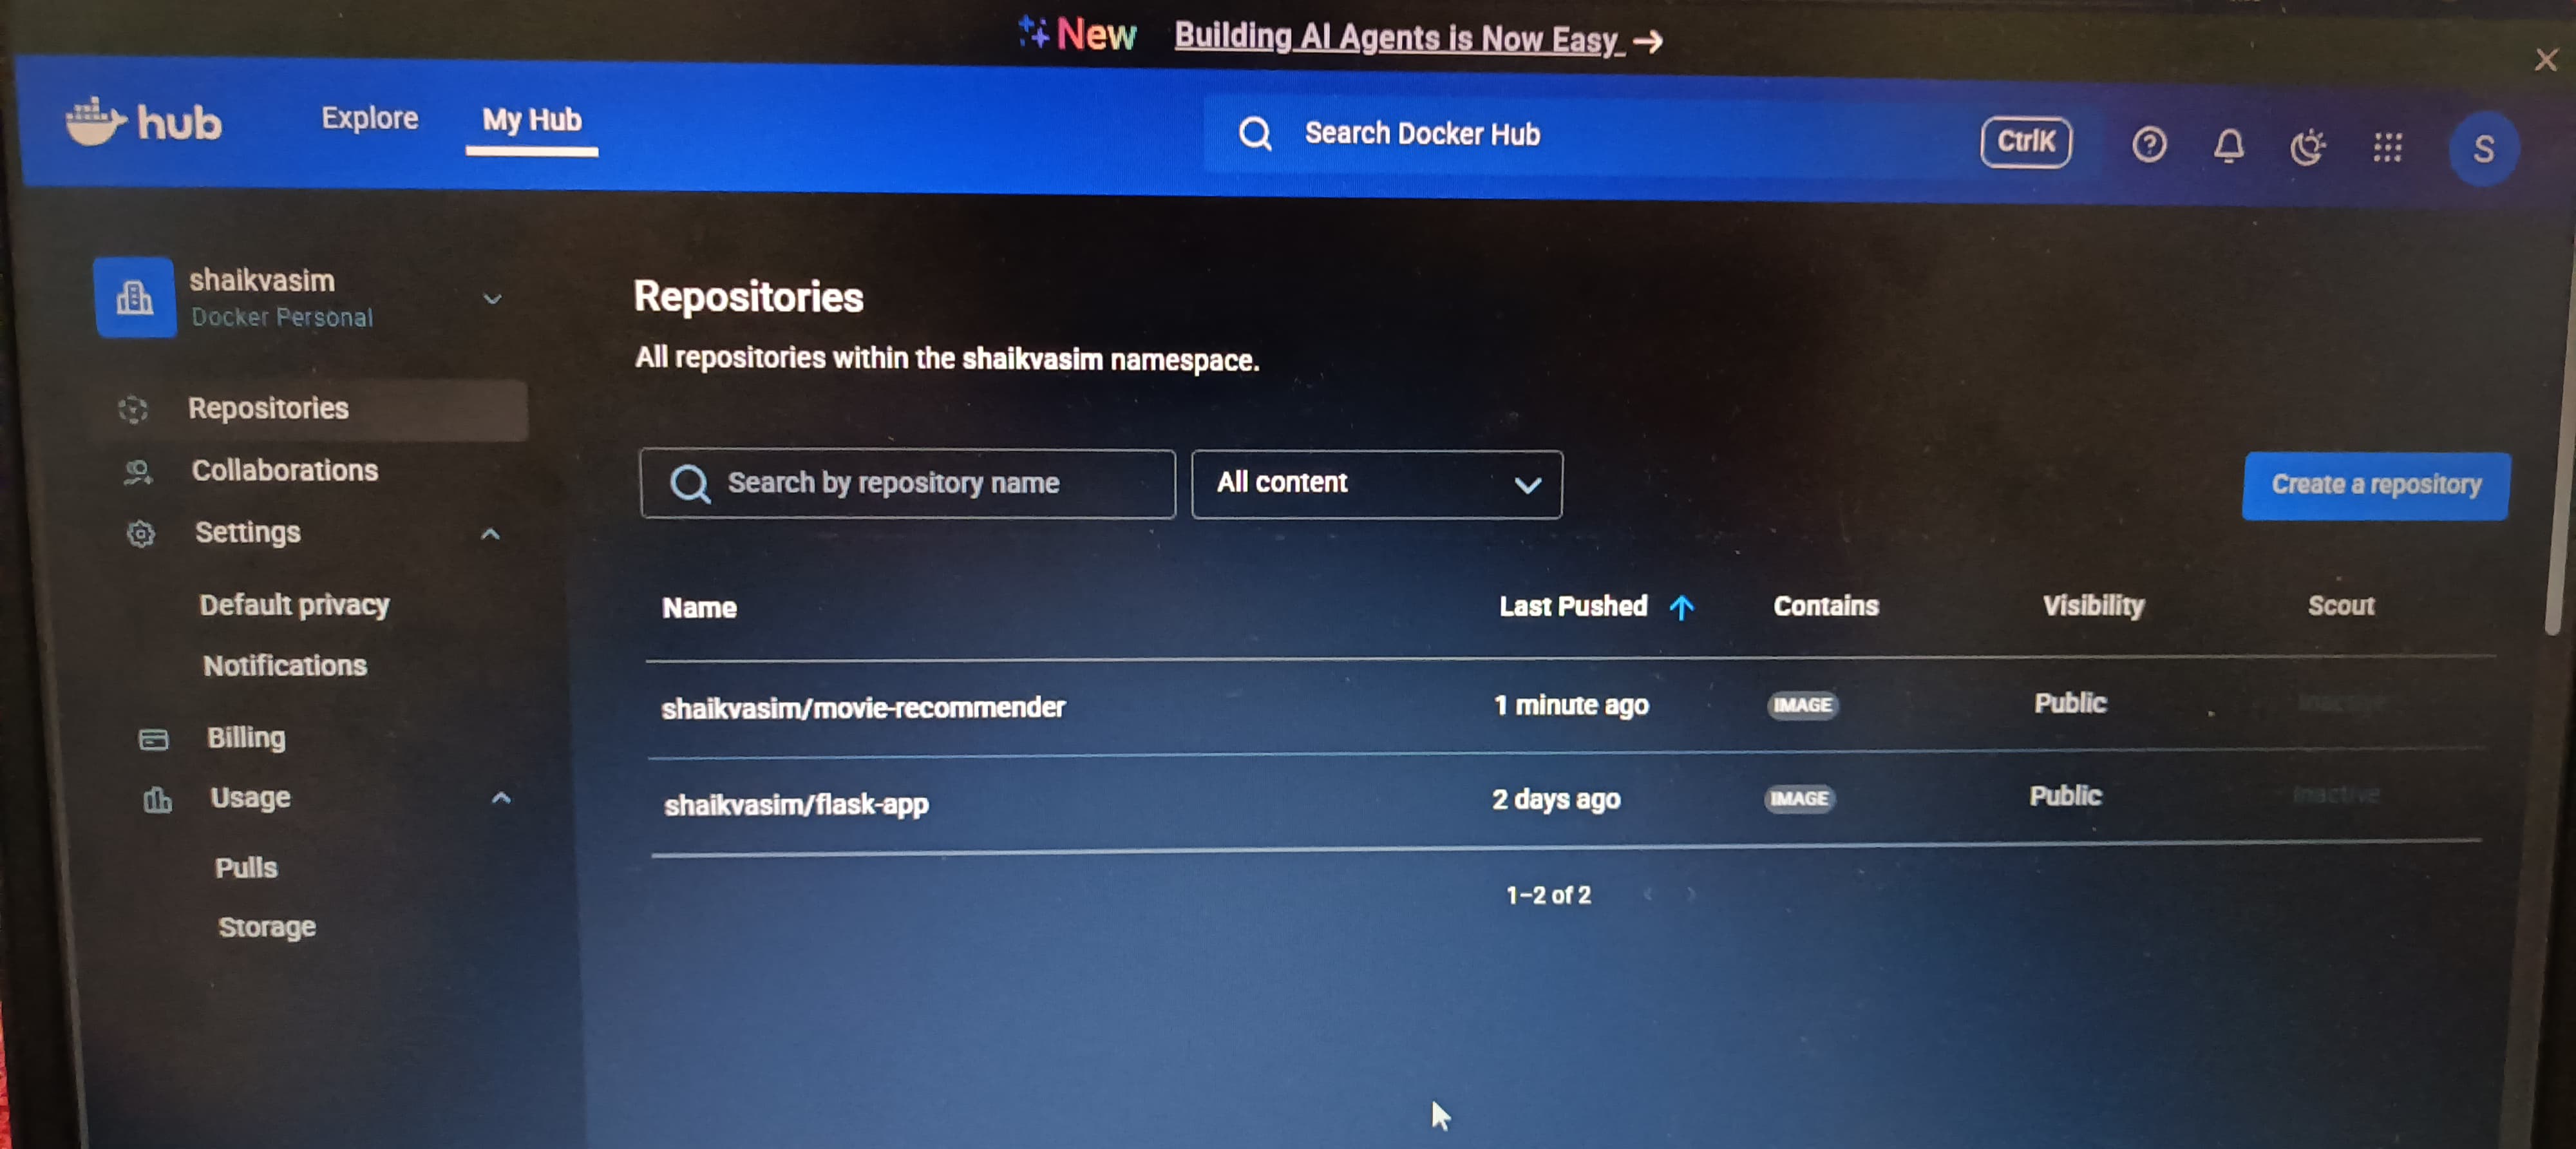 New Building AI Agents is Now Easy →
hub Explore My Hub Search Docker Hub CtrlK S
shaikvasim
Docker Personal
Repositories
Collaborations
Settings
Default privacy
Notifications
Billing
Usage
Pulls
Storage
Repositories
All repositories within the shaikvasim namespace.
Search by repository name All content Create a repository
Name Last Pushed Contains Visibility Scout
shaikvasim/movie-recommender 1 minute ago IMAGE Public Inactive
shaikvasim/flask-app 2 days ago IMAGE Public Inactive
1-2 of 2